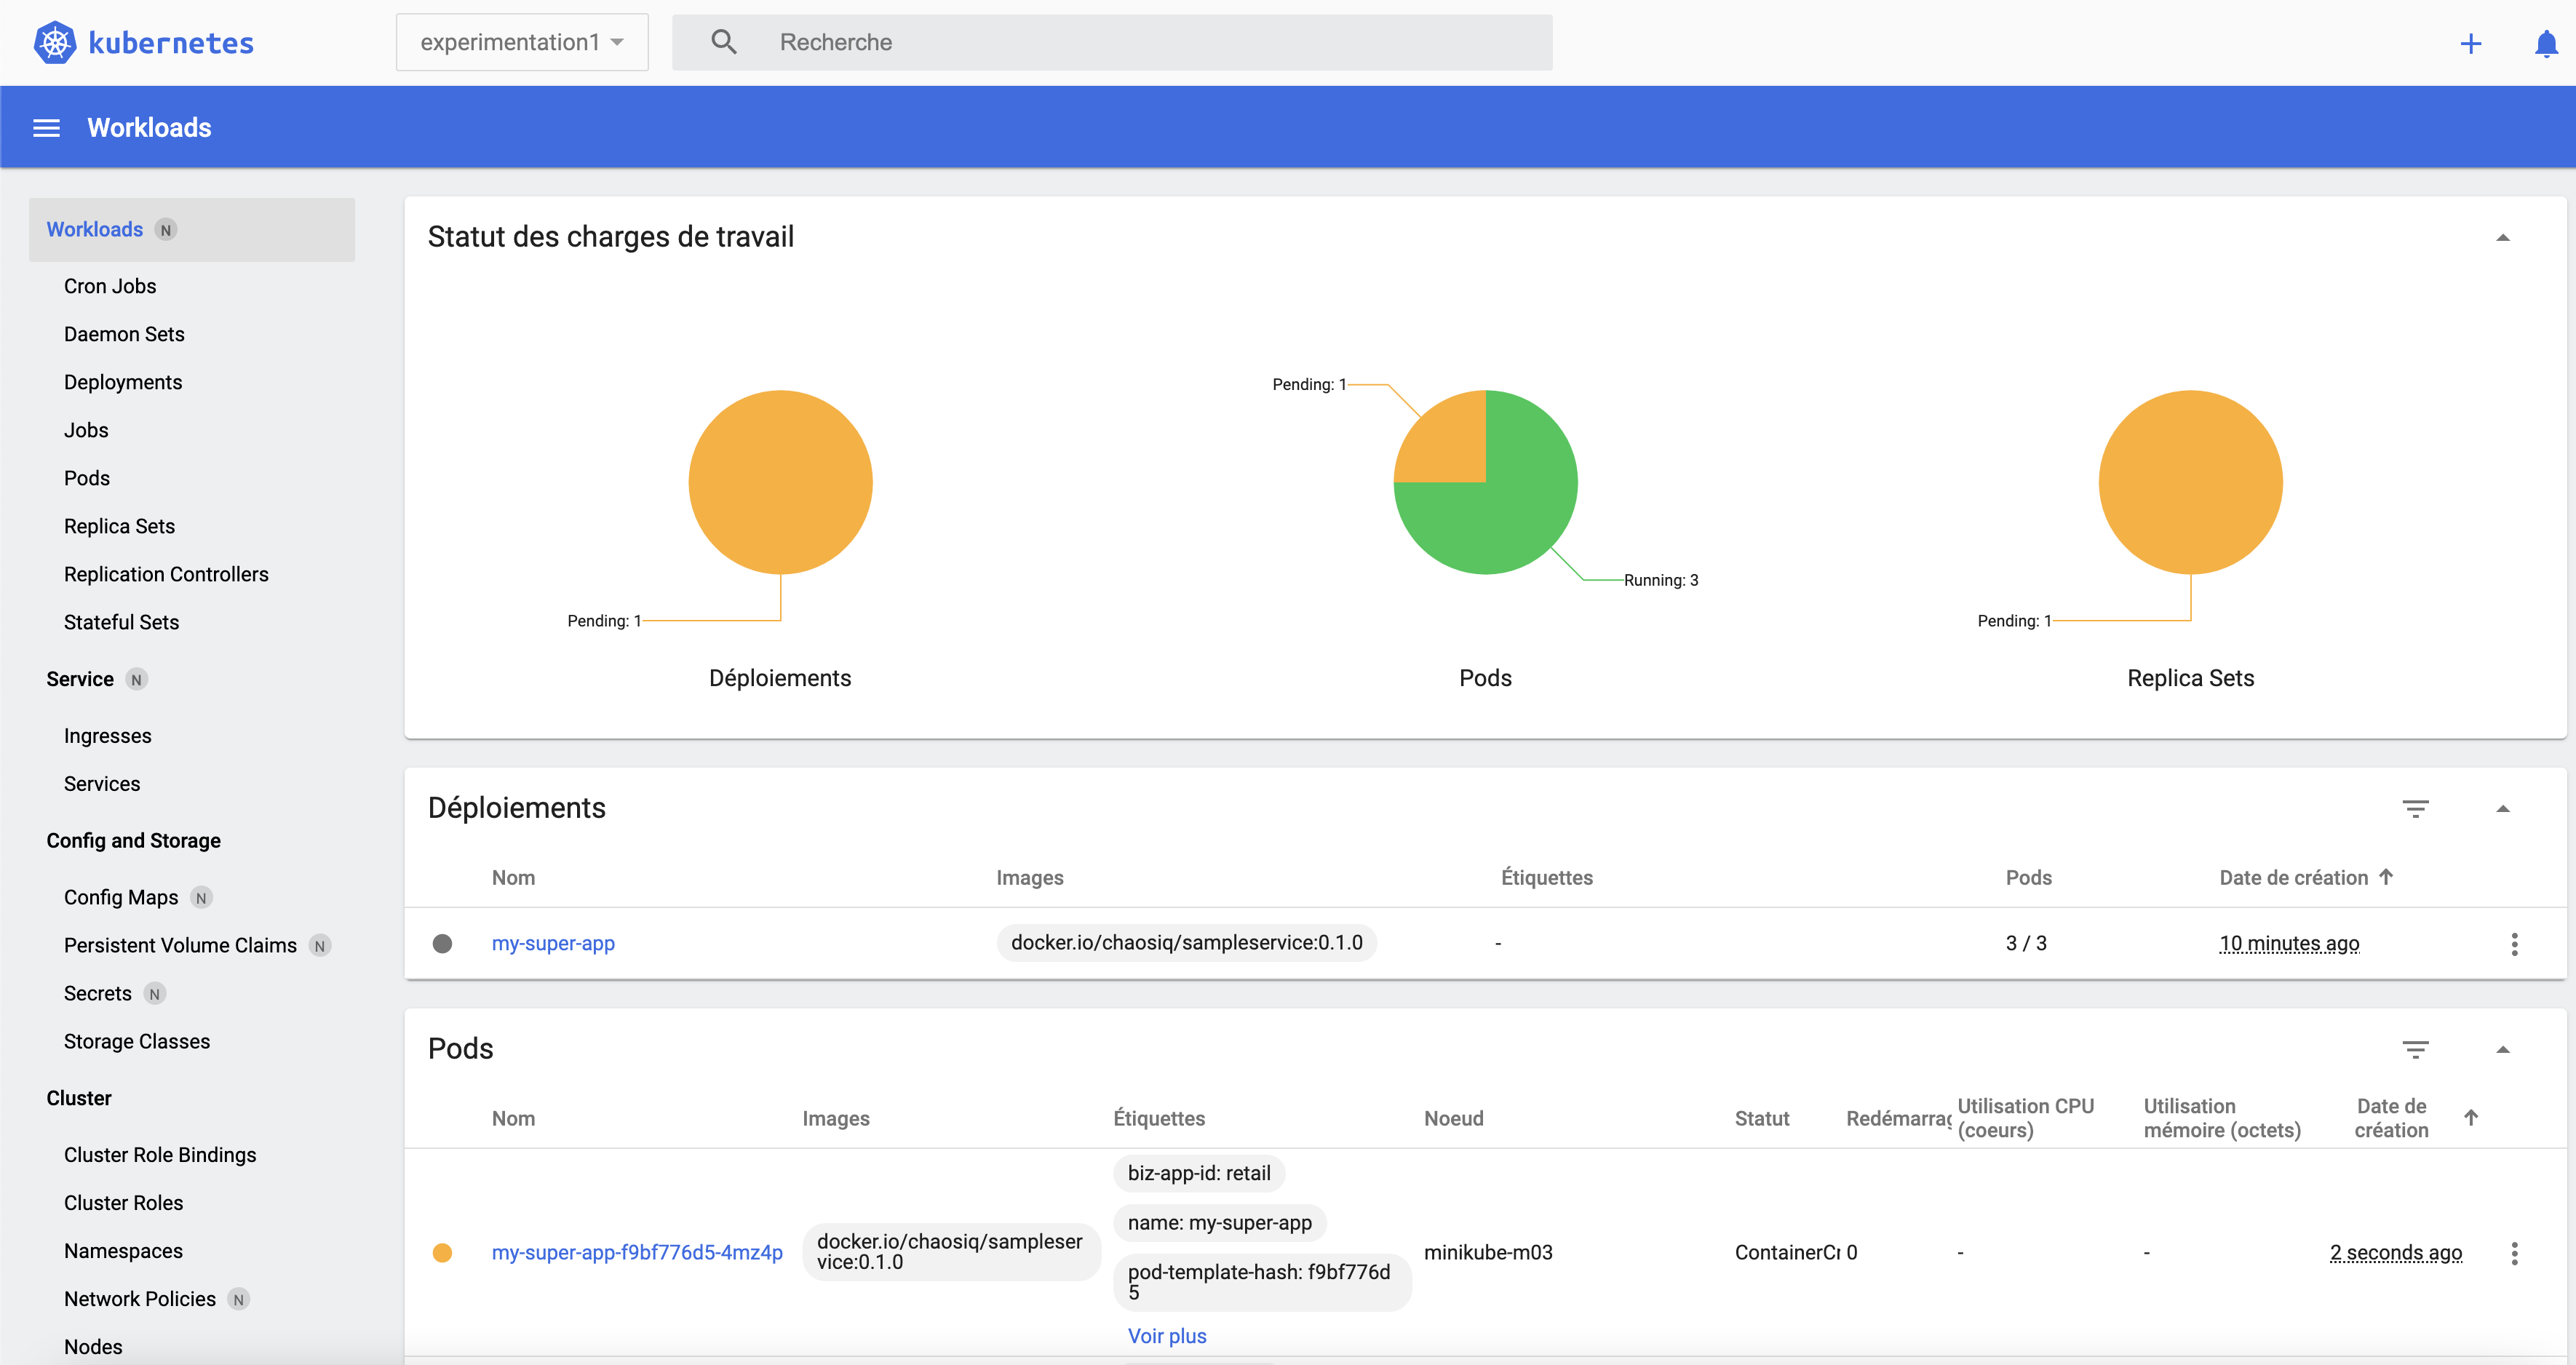 kubernetes
experimentation1
Recherche
Workloads
Workloads N
Cron Jobs
Daemon Sets
Deployments
Jobs
Pods
Replica Sets
Replication Controllers
Stateful Sets
Service N
Ingresses
Services
Config and Storage
Config Maps N
Persistent Volume Claims N
Secrets N
Storage Classes
Cluster
Cluster Role Bindings
Cluster Roles
Namespaces
Network Policies N
Nodes
Statut des charges de travail
Pending: 1
Déploiements
Pending: 1
Running: 3
Pods
Pending: 1
Replica Sets
Déploiements
Nom Images Étiquettes Pods Date de création
my-super-app docker.io/chaosiq/sampleservice:0.1.0 - 3 / 3 10 minutes ago
Pods
Nom Images Étiquettes Noeud Statut Redémarrag Utilisation CPU
(coeurs)
Utilisation
mémoire (octets)
Date de
création
my-super-app-f9bf776d5-4mz4p
docker.io/chaosiq/sampleser
vice:0.1.0
biz-app-id: retail
name: my-super-app
pod-template-hash: f9bf776d
5
Voir plus
minikube-m03 ContainerCr 0 - - 2 seconds ago